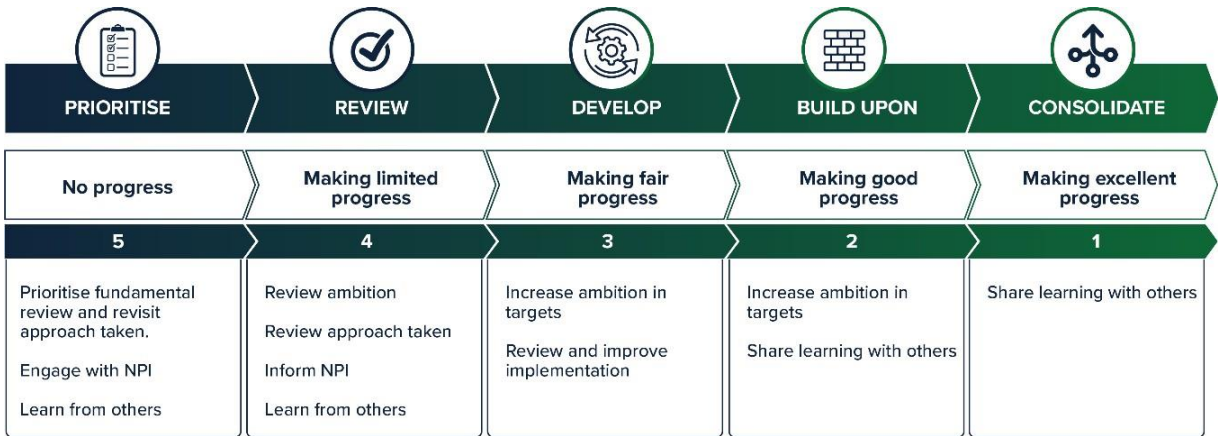 PRIORITISE
REVIEW
DEVELOP
BUILD UPON
CONSOLIDATE
No progress
Making limited
progress
Making fair
progress
Making good
progress
Making excellent
progress
5
4
3
2
1
Prioritise fundamental
review and revisit
approach taken.
Engage with NPI
Learn from others
Review ambition
Review approach taken
Inform NPI
Learn from others
Increase ambition in
targets
Review and improve
implementation
Increase ambition in
targets
Share learning with others
Share learning with others